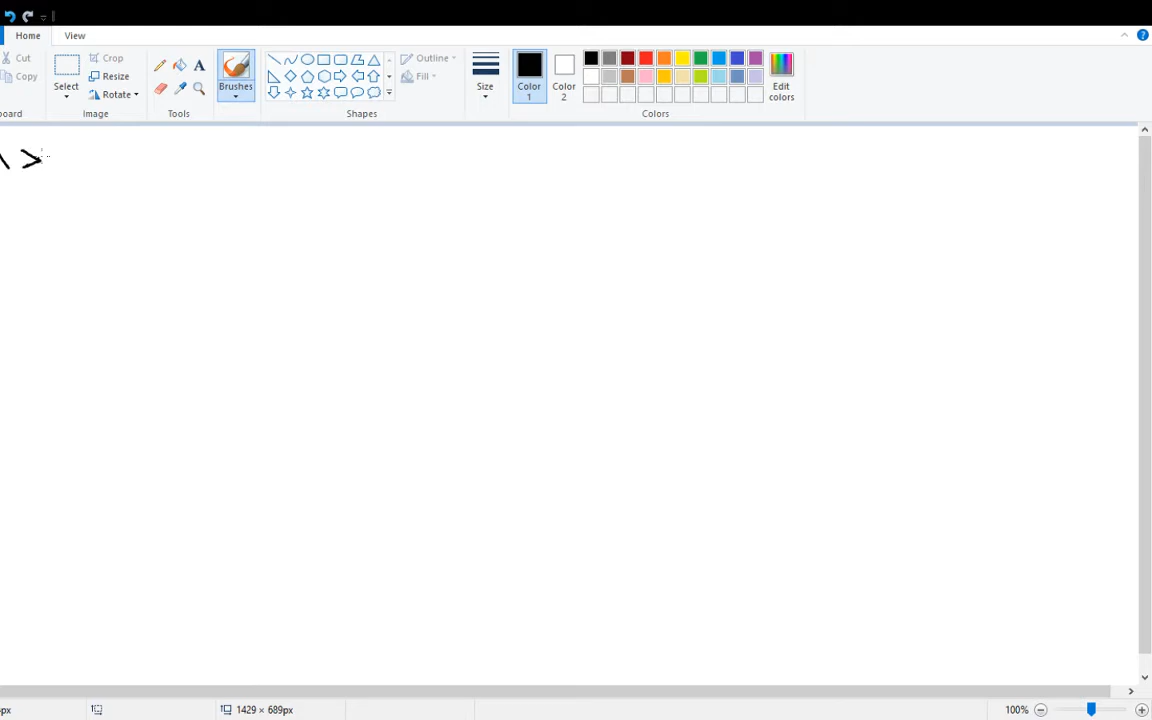 Home View
Cut Crop Outline
Copy Select Resize Brushes Fill Size Color 1 Color 2 Edit colors
Rotate
Image Tools Shapes Colors
\ >
1429 × 689px 100%